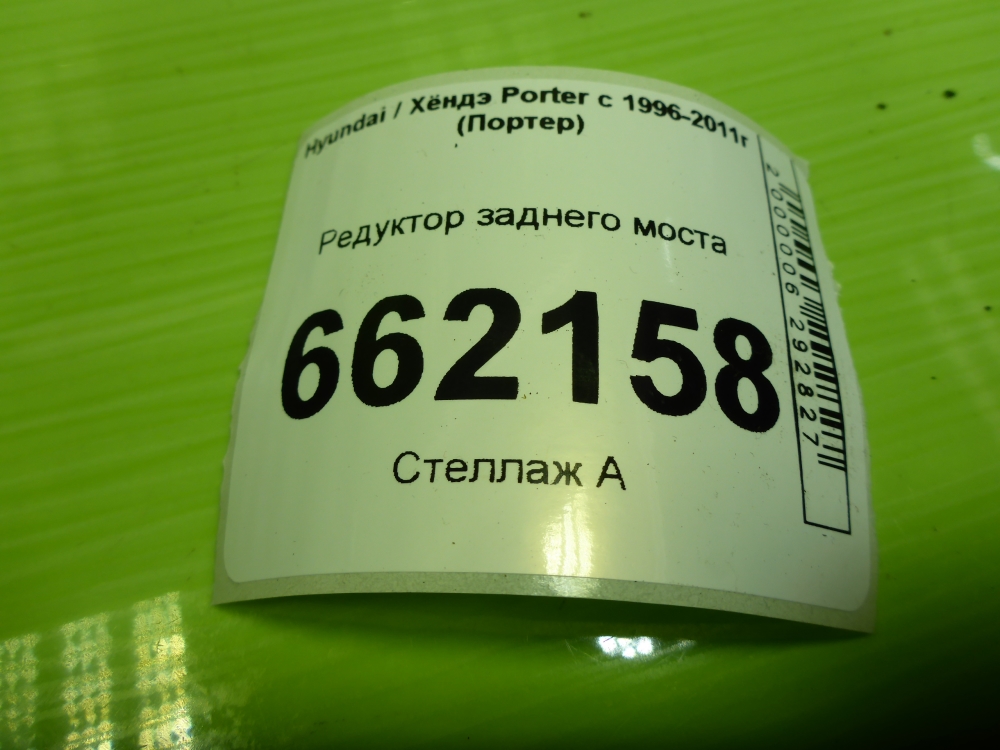 Hyundai / Хёндэ Porter с 1996-2011г
(Портер)
Редуктор заднего моста
662158
Стеллаж А
2000006292827